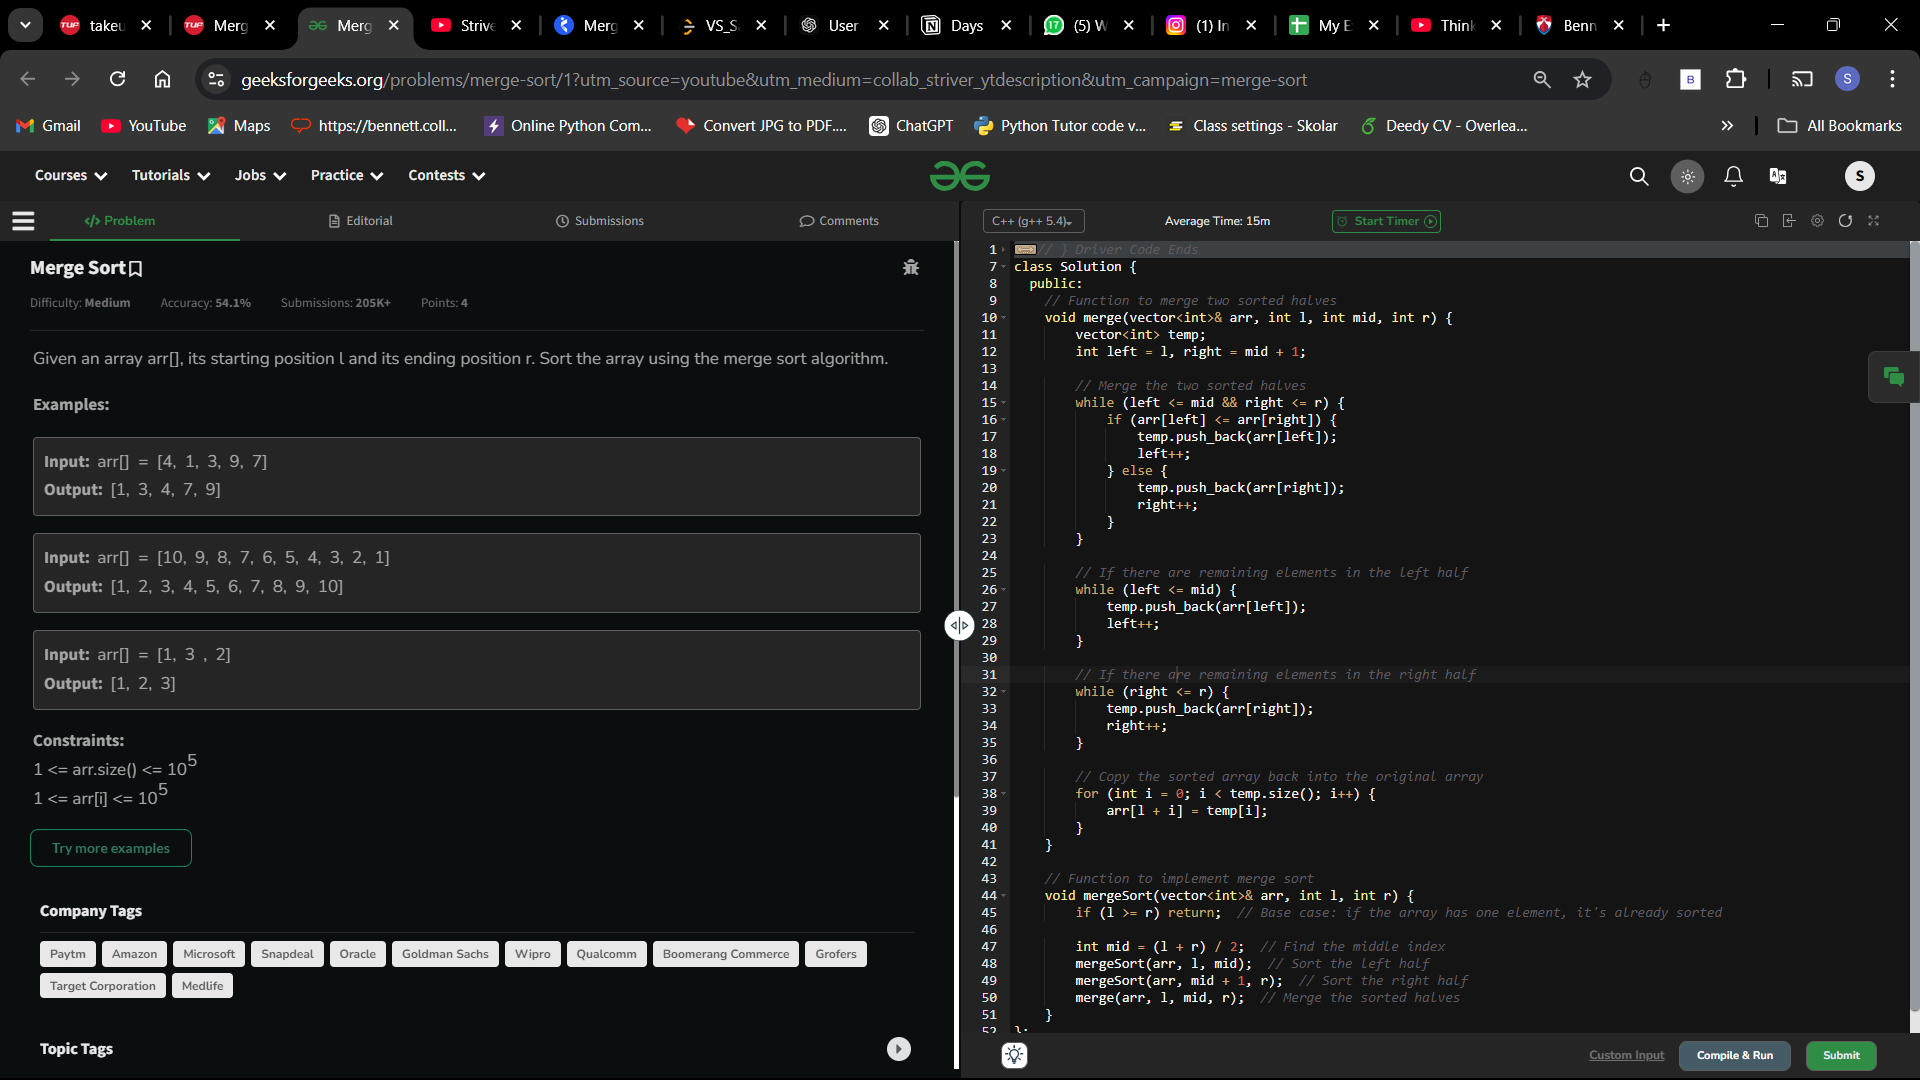 takeu
Merg
Merg
Strive
Merg
VS_S
User
Days
(5) W
(1) In
My E
Think
Benn
geeksforgeeks.org/problems/merge-sort/1?utm_source=youtube&utm_medium=collab_striver_ytdescription&utm_campaign=merge-sort
S
Gmail
YouTube
Maps
https://bennett.coll...
Online Python Com...
Convert JPG to PDF....
ChatGPT
Python Tutor code v...
Class settings - Skolar
Deedy CV - Overlea...
All Bookmarks
Courses
Tutorials
Jobs
Practice
Contests
S
Problem
Editorial
Submissions
Comments
C++ (g++ 5.4)
Average Time: 15m
Start Timer
Merge Sort
Difficulty: Medium Accuracy: 54.1% Submissions: 205K+ Points: 4
Given an array arr[], its starting position l and its ending position r. Sort the array using the merge sort algorithm.
Examples:
Input: arr[] = [4, 1, 3, 9, 7]
Output: [1, 3, 4, 7, 9]
Input: arr[] = [10, 9, 8, 7, 6, 5, 4, 3, 2, 1]
Output: [1, 2, 3, 4, 5, 6, 7, 8, 9, 10]
Input: arr[] = [1, 3 , 2]
Output: [1, 2, 3]
Constraints:
1 <= arr.size() <= 10^5
1 <= arr[i] <= 10^5
Try more examples
Company Tags
Paytm Amazon Microsoft Snapdeal Oracle Goldman Sachs Wipro Qualcomm Boomerang Commerce Grofers
Target Corporation Medlife
Topic Tags
1 // } Driver Code Ends
7 class Solution {
8 public:
9 // Function to merge two sorted halves
10 void merge(vector<int>& arr, int l, int mid, int r) {
11 vector<int> temp;
12 int left = l, right = mid + 1;
13
14 // Merge the two sorted halves
15 while (left <= mid && right <= r) {
16 if (arr[left] <= arr[right]) {
17 temp.push_back(arr[left]);
18 left++;
19 } else {
20 temp.push_back(arr[right]);
21 right++;
22 }
23 }
24
25 // If there are remaining elements in the left half
26 while (left <= mid) {
27 temp.push_back(arr[left]);
28 left++;
29 }
30
31 // If there are remaining elements in the right half
32 while (right <= r) {
33 temp.push_back(arr[right]);
34 right++;
35 }
36
37 // Copy the sorted array back into the original array
38 for (int i = 0; i < temp.size(); i++) {
39 arr[l + i] = temp[i];
40 }
41 }
42
43 // Function to implement merge sort
44 void mergeSort(vector<int>& arr, int l, int r) {
45 if (l >= r) return; // Base case: if the array has one element, it's already sorted
46
47 int mid = (l + r) / 2; // Find the middle index
48 mergeSort(arr, l, mid); // Sort the left half
49 mergeSort(arr, mid + 1, r); // Sort the right half
50 merge(arr, l, mid, r); // Merge the sorted halves
51 }
52 };
Custom Input
Compile & Run
Submit